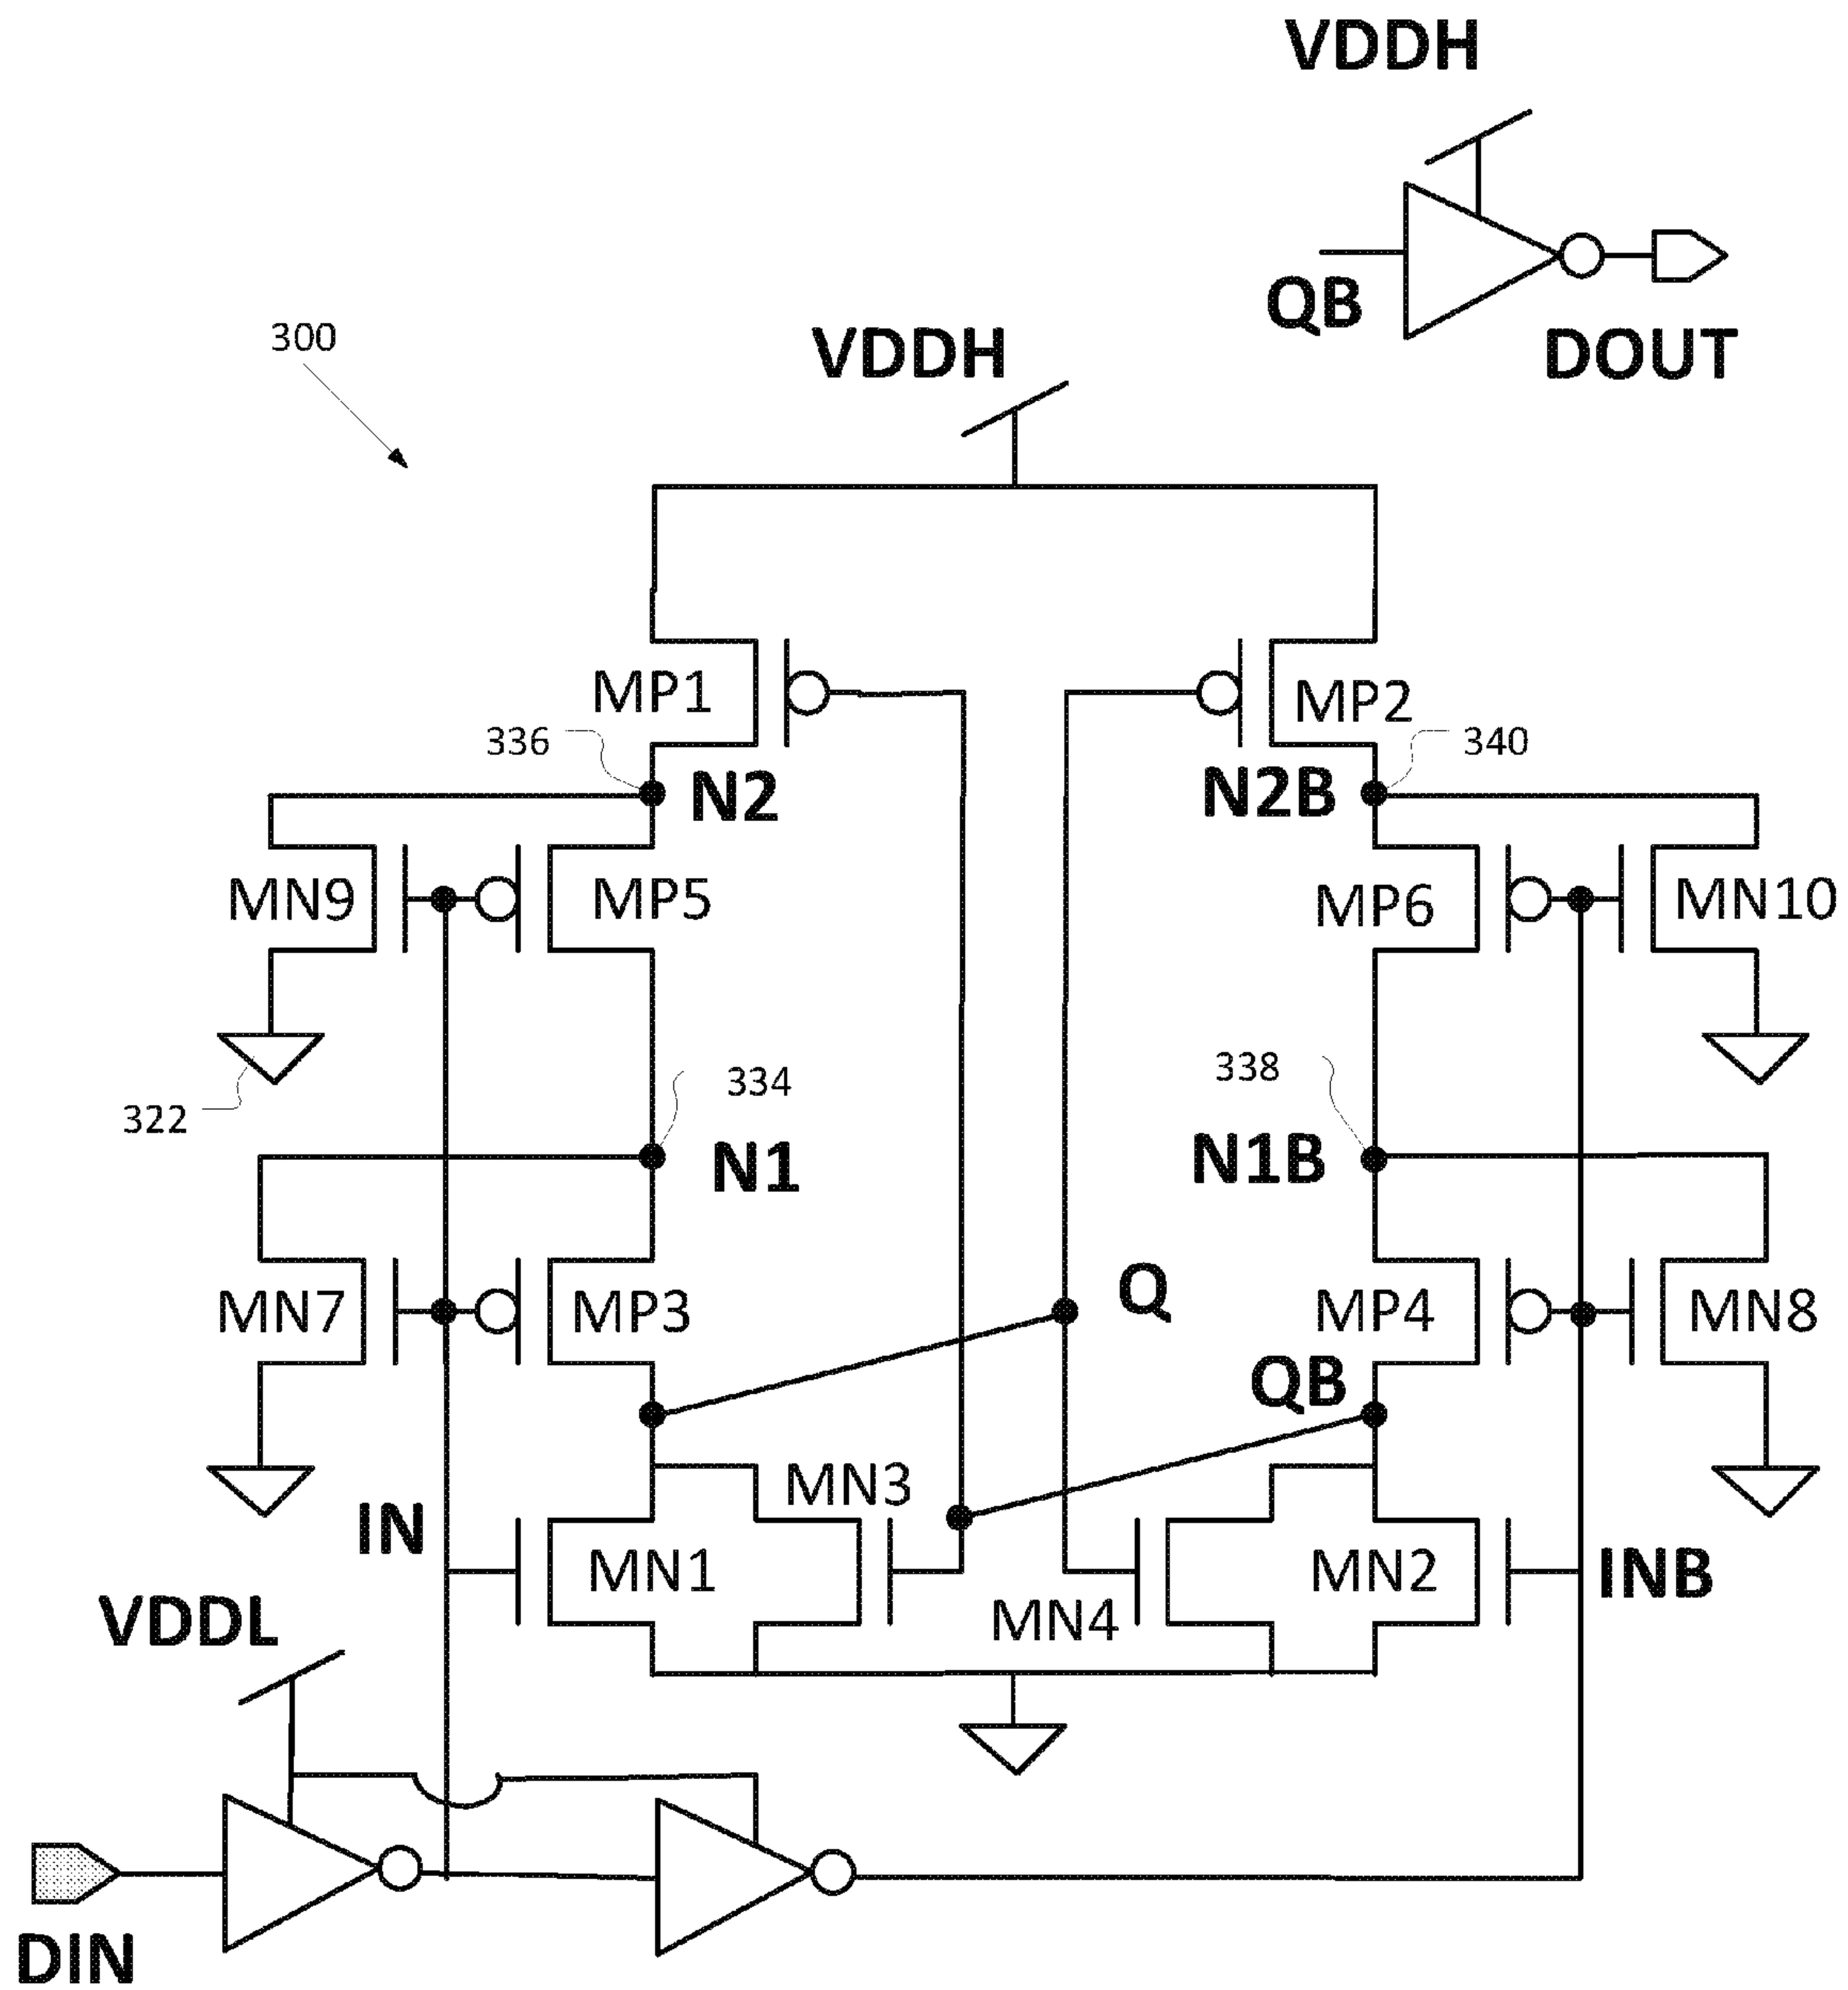 VDDH
QB
DOUT
300
VDDH
MP1
MP2
336
340
N2
N2B
MN9
MP5
MP6
MN10
322
334
338
N1
N1B
MN7
MP3
Q
MP4
MN8
QB
IN
MN3
MN1
MN4
MN2
INB
VDDL
DIN